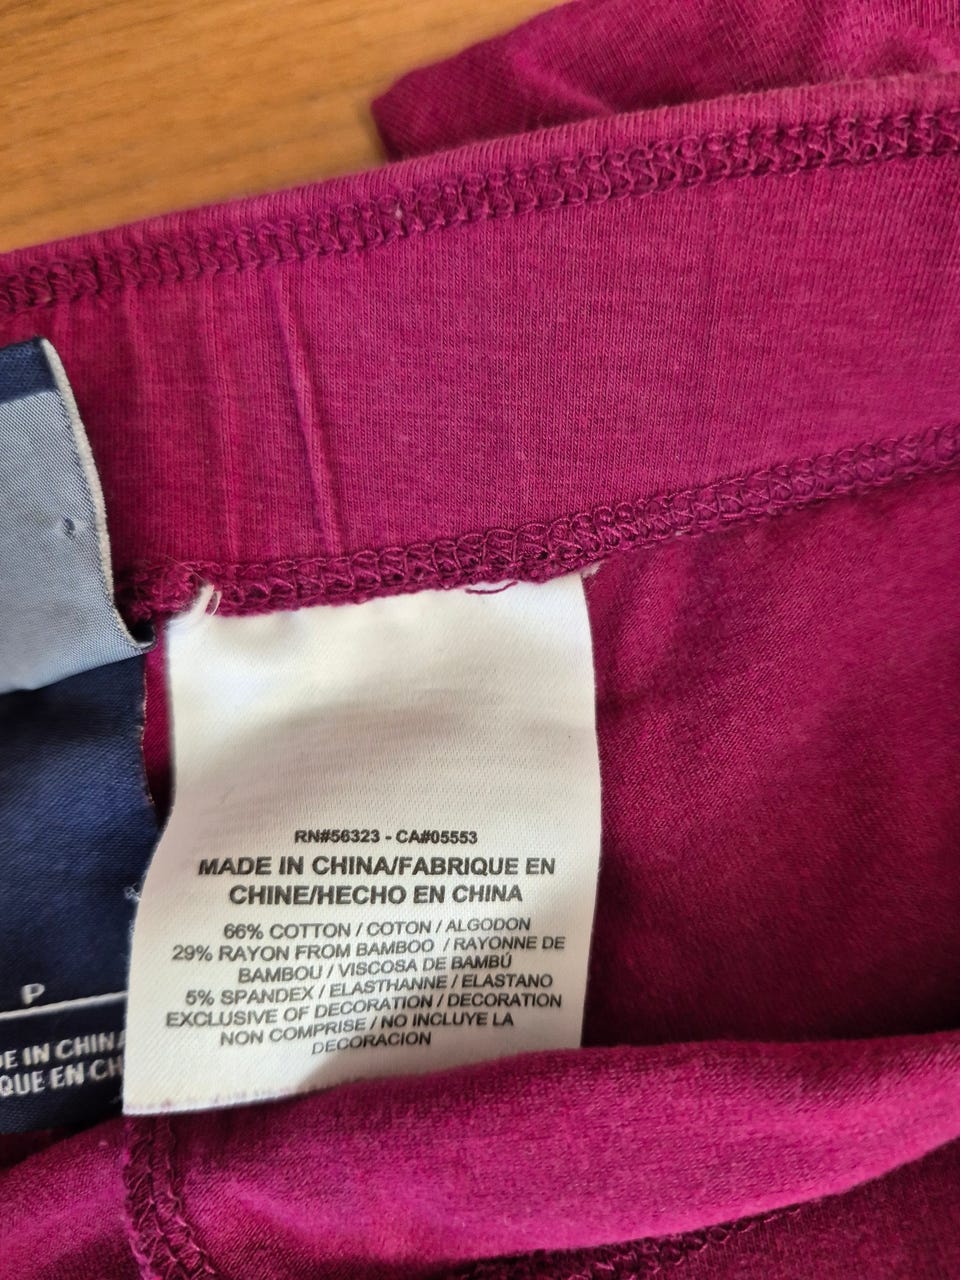 RN#56323 - CA#05553
MADE IN CHINA/FABRIQUE EN
CHINE/HECHO EN CHINA
66% COTTON / COTON / ALGODON
29% RAYON FROM BAMBOO / RAYONNE DE
BAMBOU / VISCOSA DE BAMBÚ
5% SPANDEX / ELASTHANNE / ELASTANO
EXCLUSIVE OF DECORATION / DECORATION
NON COMPRISE / NO INCLUYE LA
DECORACION
P
DE IN CHINA
QUE EN CH